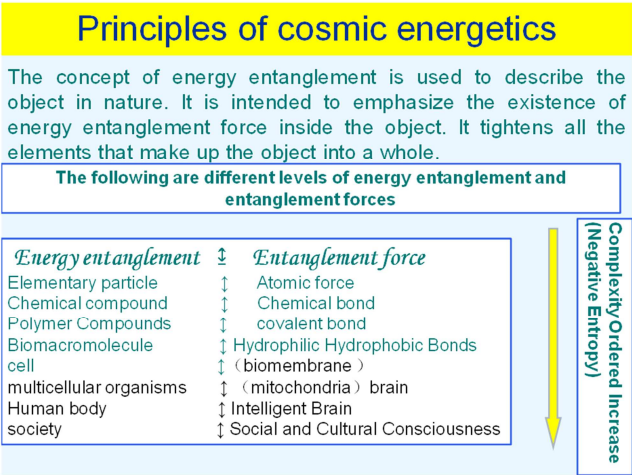 Principles of cosmic energetics
The concept of energy entanglement is used to describe the
object in nature. It is intended to emphasize the existence of
energy entanglement force inside the object. It tightens all the
elements that make up the object into a whole.
The following are different levels of energy entanglement and
entanglement forces
Energy entanglement ↕ Entanglement force
Elementary particle ↕ Atomic force
Chemical compound ↕ Chemical bond
Polymer Compounds ↕ covalent bond
Biomacromolecule ↕ Hydrophilic Hydrophobic Bonds
cell ↕（biomembrane ）
multicellular organisms ↕（mitochondria）brain
Human body ↕ Intelligent Brain
society ↕ Social and Cultural Consciousness
Complexity Ordered Increase
(Negative Entropy)